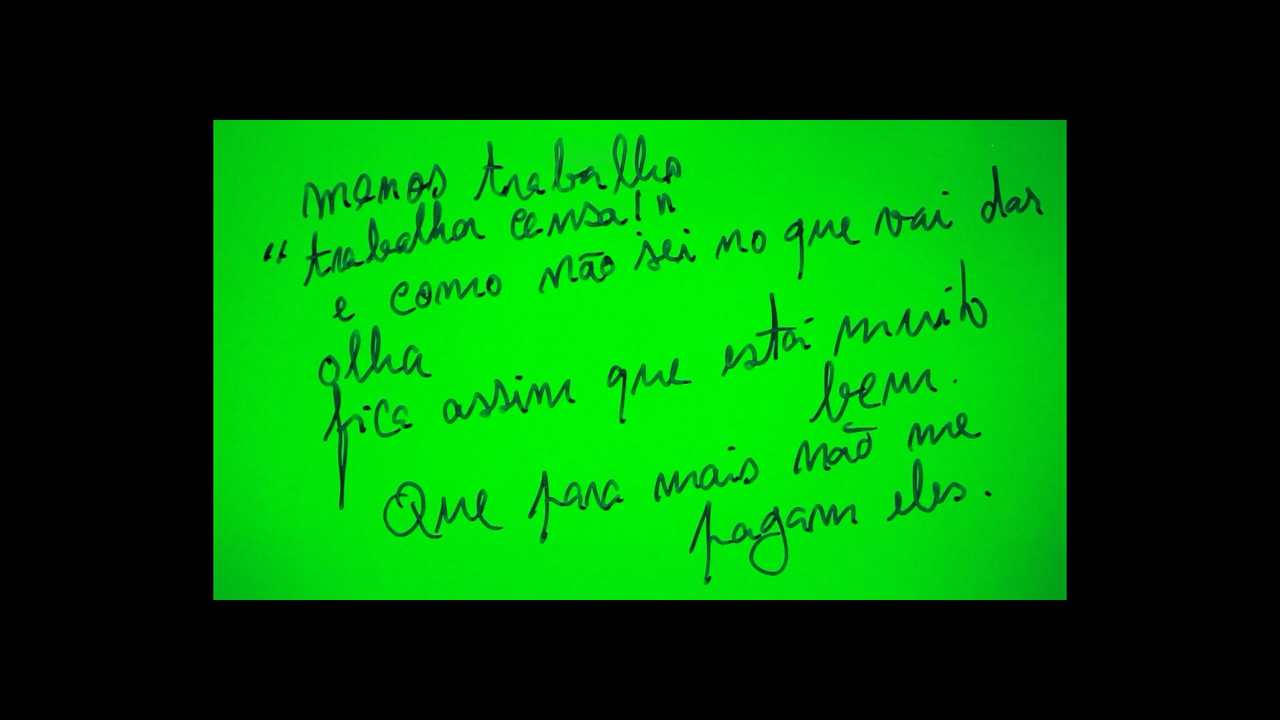 menos trabalho
"trabalha cansa!"
e como não sei no que vai dar
olha
fica assim que está muito
bem.
Que para mais não me
pagam eles.